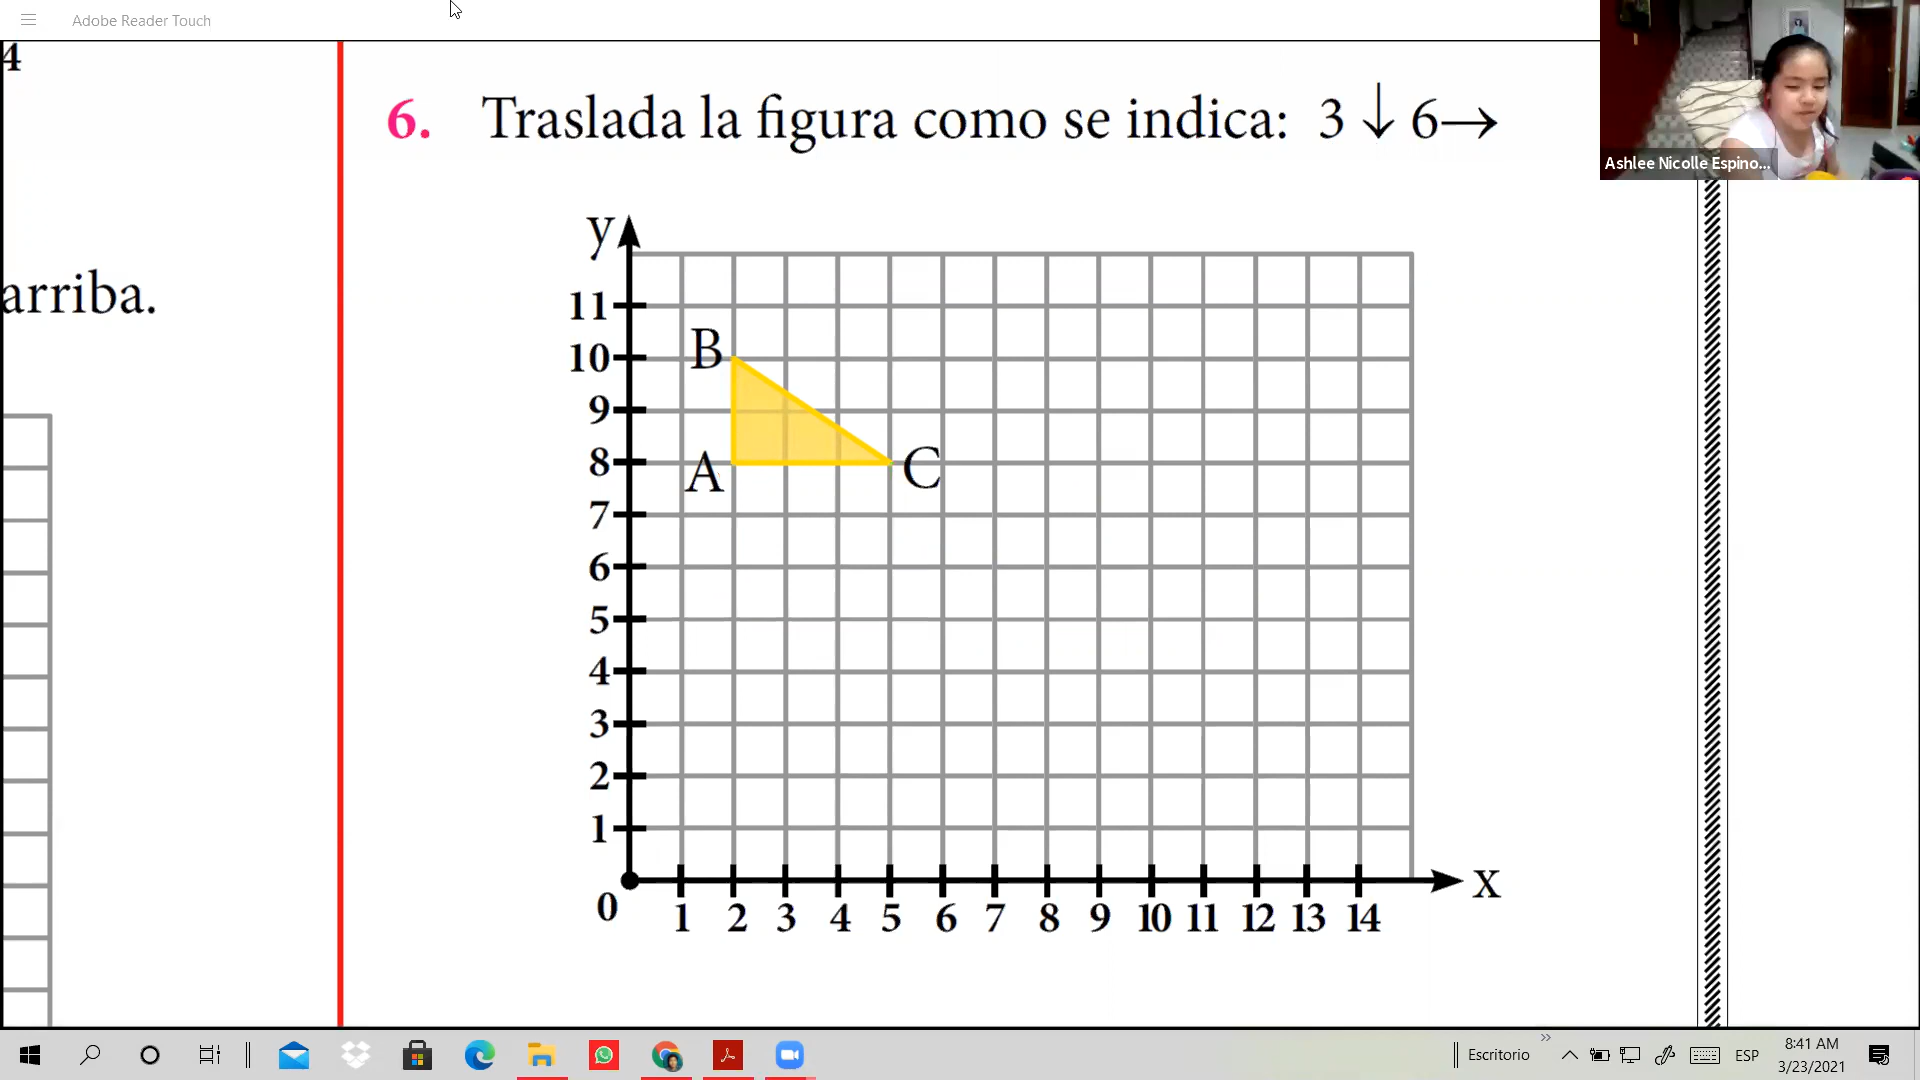 Adobe Reader Touch
4
6. Traslada la figura como se indica: 3 ↓ 6→
Ashlee Nicolle Espino...
arriba.
y
11
10
9
8
7
6
5
4
3
2
1
B
A
C
0
1 2 3 4 5 6 7 8 9 10 11 12 13 14
x
Escritorio
ESP
8:41 AM
3/23/2021